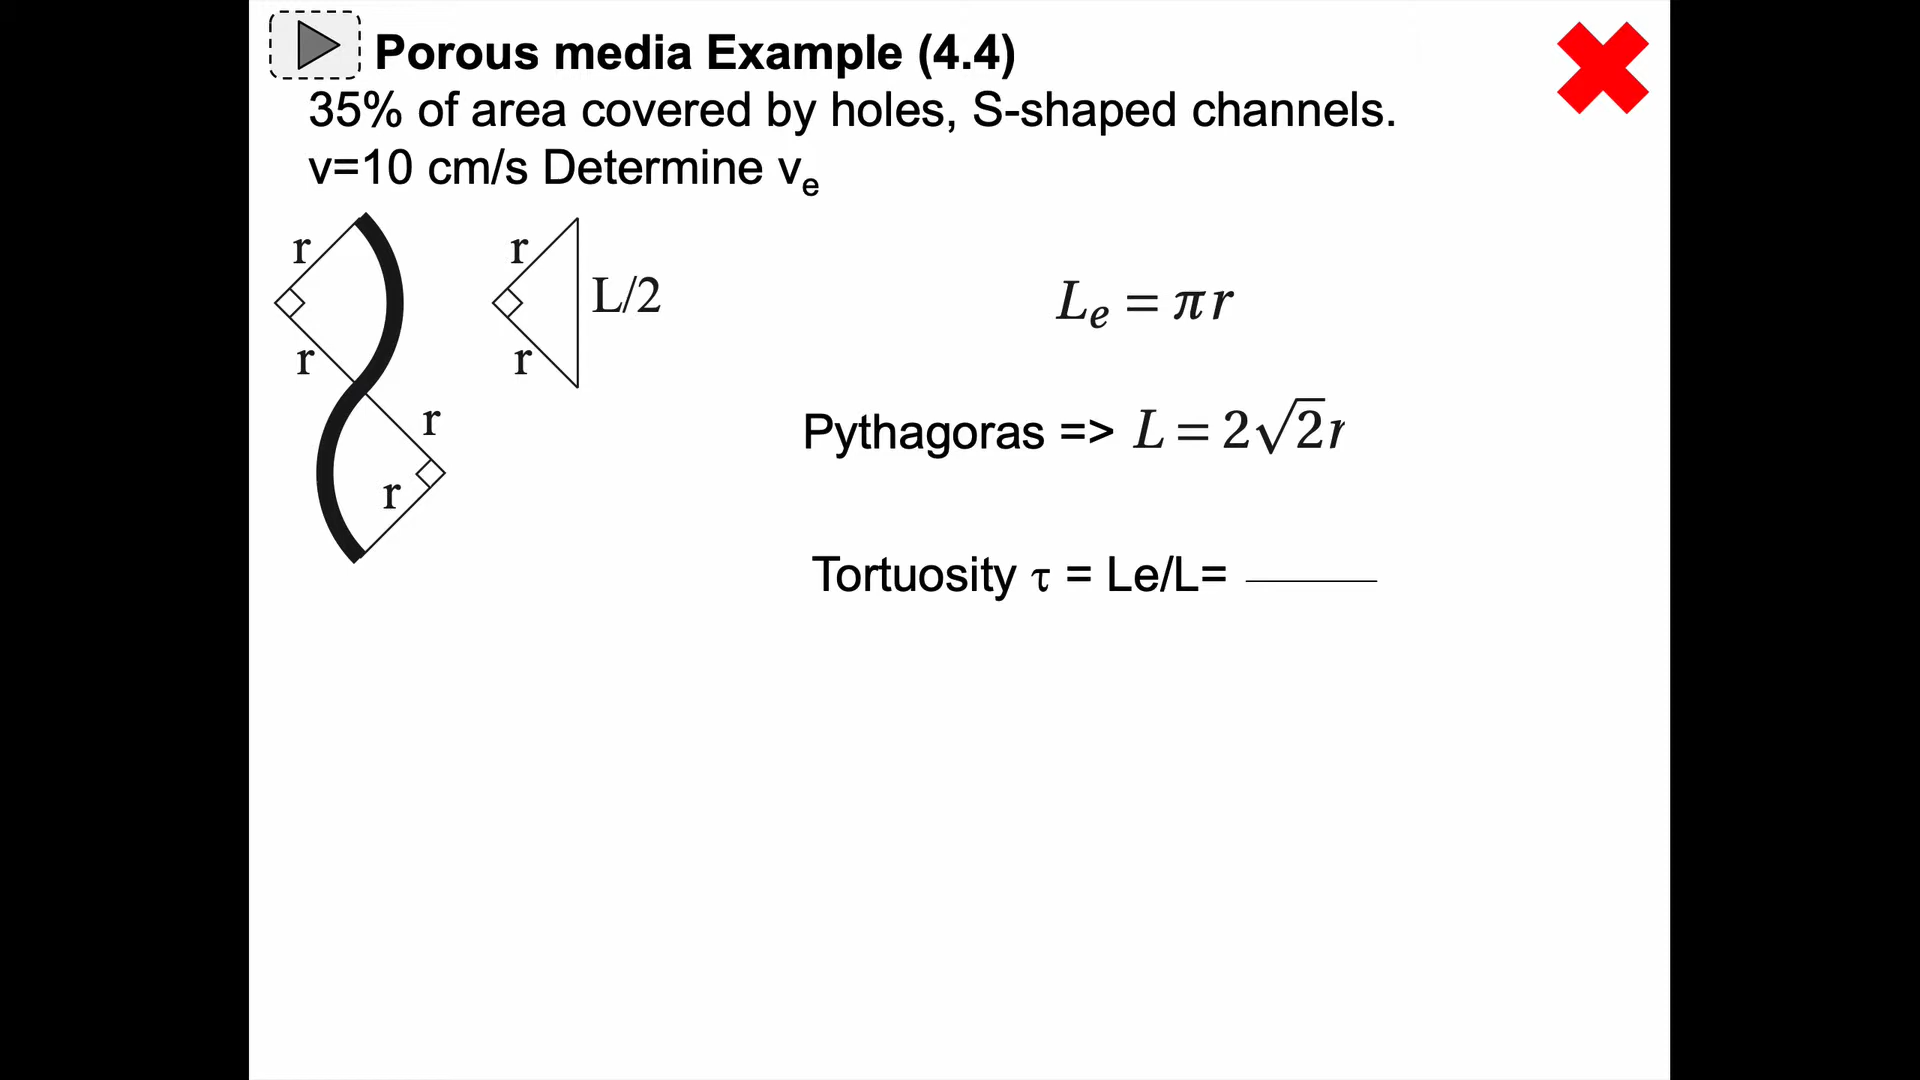 Porous media Example (4.4)
35% of area covered by holes, S-shaped channels.
v=10 cm/s Determine vₑ
r
r
r
r
r
r
L/2
Lₑ = πr
Pythagoras => L = 2√2r
Tortuosity τ = Le/L=